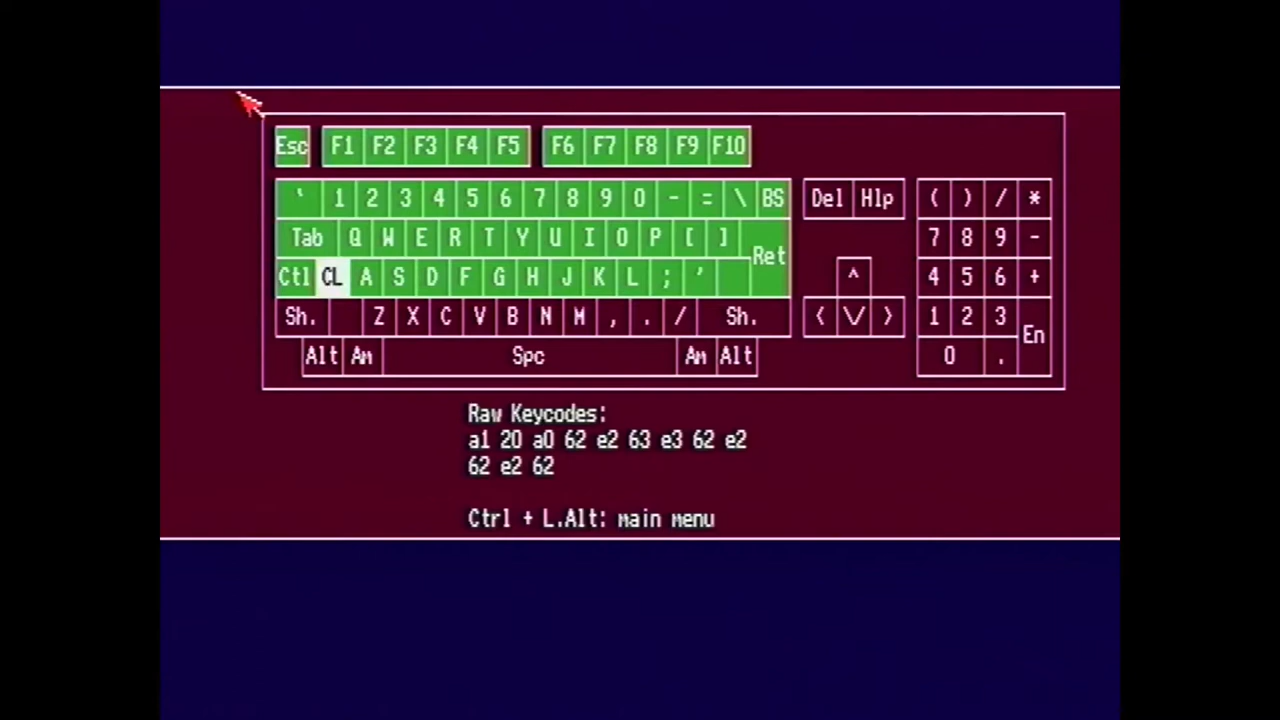 Esc F1 F2 F3 F4 F5 F6 F7 F8 F9 F10
` 1 2 3 4 5 6 7 8 9 0 - = \ BS Del Hlp ( ) / *
Tab Q W E R T Y U I O P [ ] 7 8 9 -
Ret
Ctl CL A S D F G H J K L ; ' ^ 4 5 6 +
Sh. Z X C V B N M , . / Sh. < \/ > 1 2 3
En
Alt Am Spc Am Alt 0 .
Raw Keycodes:
a1 20 a0 62 e2 63 e3 62 e2
62 e2 62
Ctrl + L.Alt: main menu